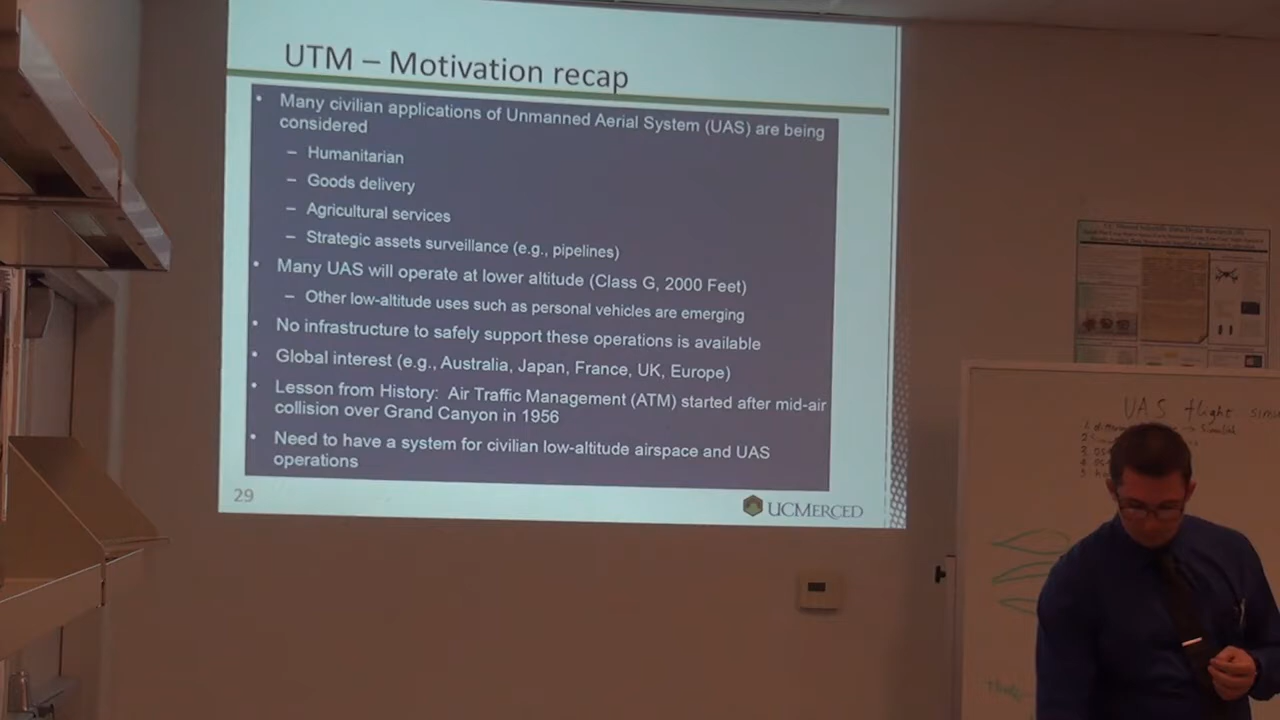 UTM – Motivation recap
• Many civilian applications of Unmanned Aerial System (UAS) are being
considered
– Humanitarian
– Goods delivery
– Agricultural services
– Strategic assets surveillance (e.g., pipelines)
• Many UAS will operate at lower altitude (Class G, 2000 Feet)
– Other low-altitude uses such as personal vehicles are emerging
• No infrastructure to safely support these operations is available
• Global interest (e.g., Australia, Japan, France, UK, Europe)
• Lesson from History: Air Traffic Management (ATM) started after mid-air
collision over Grand Canyon in 1956
• Need to have a system for civilian low-altitude airspace and UAS
operations
29
UCMERCED
UAS flight